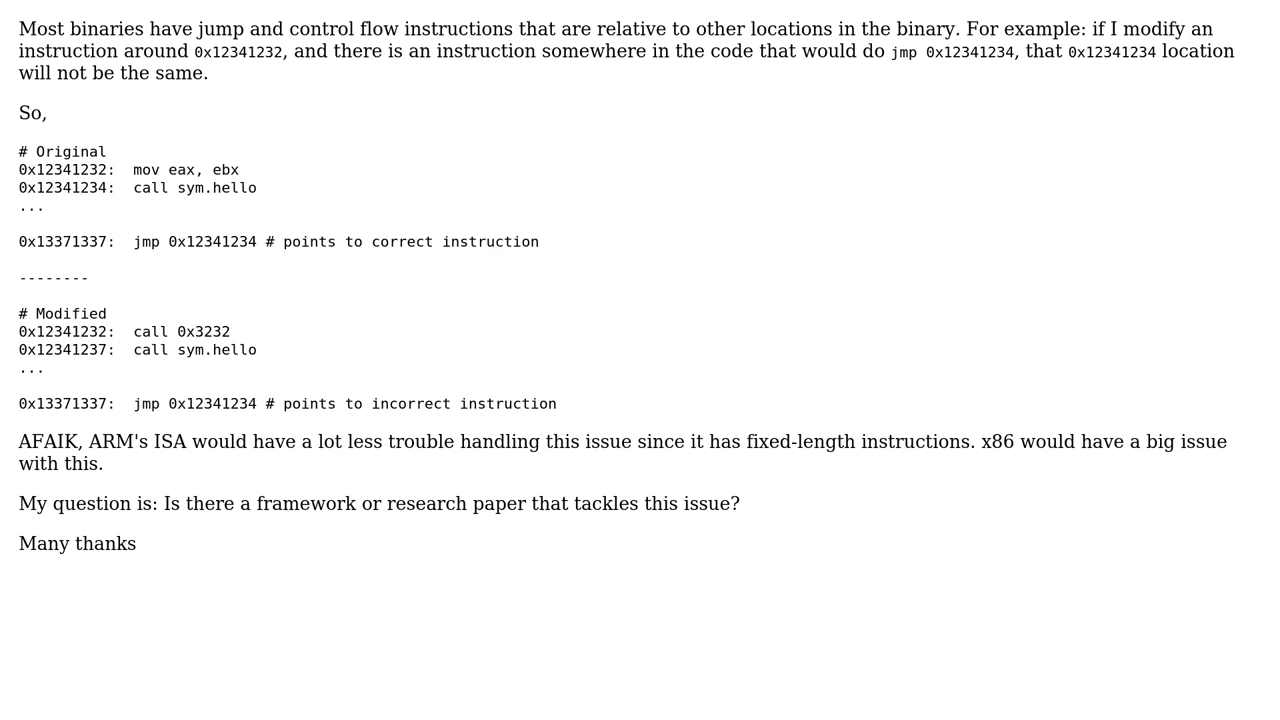 Most binaries have jump and control flow instructions that are relative to other locations in the binary. For example: if I modify an
instruction around 0x12341232, and there is an instruction somewhere in the code that would do jmp 0x12341234, that 0x12341234 location
will not be the same.
So,
# Original
0x12341232:  mov eax, ebx
0x12341234:  call sym.hello
...
0x13371337:  jmp 0x12341234 # points to correct instruction
--------
# Modified
0x12341232:  call 0x3232
0x12341237:  call sym.hello
...
0x13371337:  jmp 0x12341234 # points to incorrect instruction
AFAIK, ARM's ISA would have a lot less trouble handling this issue since it has fixed-length instructions. x86 would have a big issue
with this.
My question is: Is there a framework or research paper that tackles this issue?
Many thanks